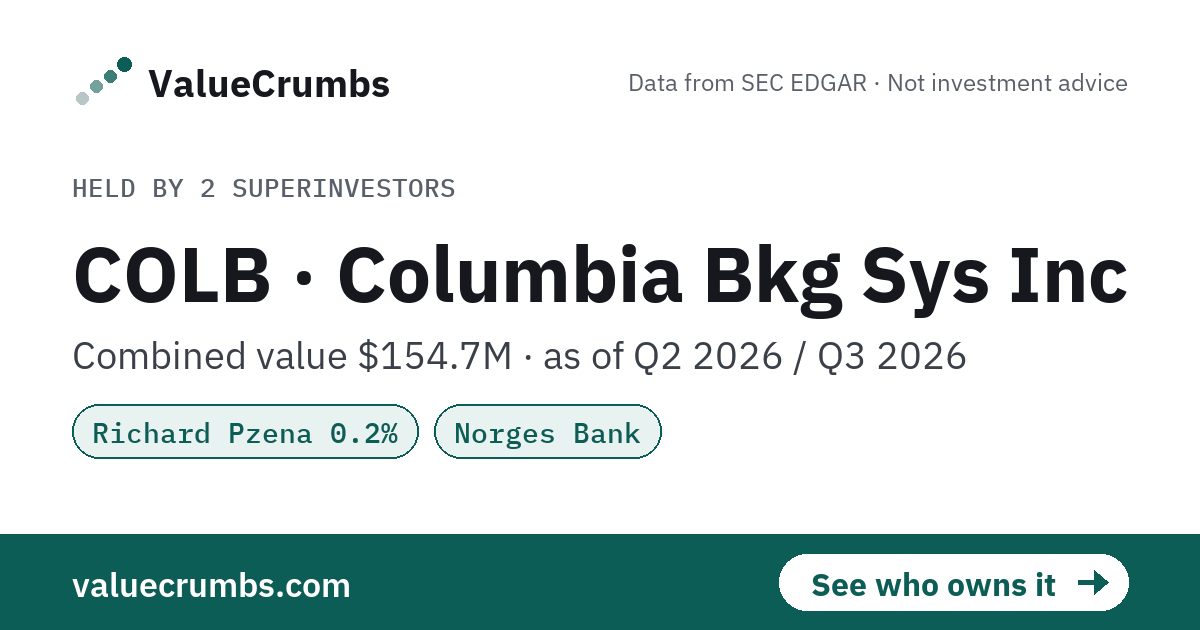 ValueCrumbs
Data from SEC EDGAR · Not investment advice
HELD BY 2 SUPERINVESTORS
COLB · Columbia Bkg Sys Inc
Combined value $154.7M · as of Q2 2026 / Q3 2026
Richard Pzena 0.2%
Norges Bank
valuecrumbs.com
See who owns it →